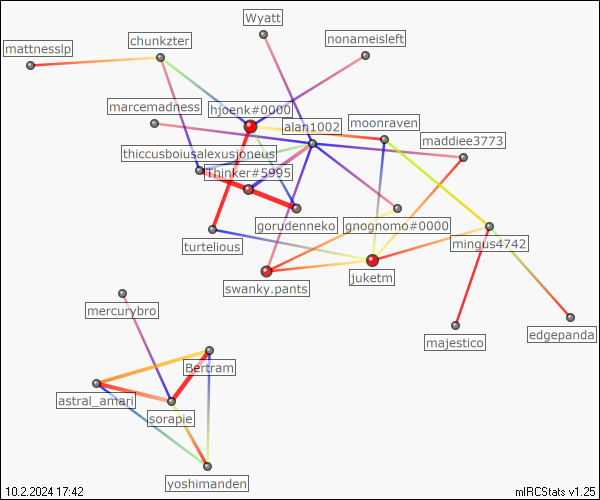 Wyatt
nonameisleft
chunkzter
mattnesslp
marcemadness
hjoenk#0000
alan1002
moonraven
maddiee3773
thiccusboiusalexusjoneus
Thinker#5995
gorudenneko
gnognomo#0000
turtelious
mingus4742
swanky.pants
juketm
mercurybro
majestico
edgepanda
Bertram
astral_amari
sorapie
yoshimanden
10.2.2024 17:42
mIRCStats v1.25